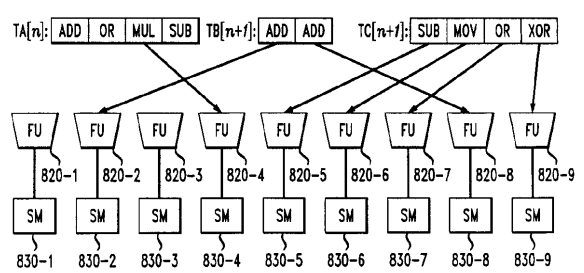 TA[n]: ADD OR MUL SUB TB[n+1]: ADD ADD TC[n+1]: SUB MOV OR XOR
FU FU FU FU FU FU FU FU FU
820-1 820-2 820-3 820-4 820-5 820-6 820-7 820-8 820-9
SM SM SM SM SM SM SM SM SM
830-1 830-2 830-3 830-4 830-5 830-6 830-7 830-8 830-9